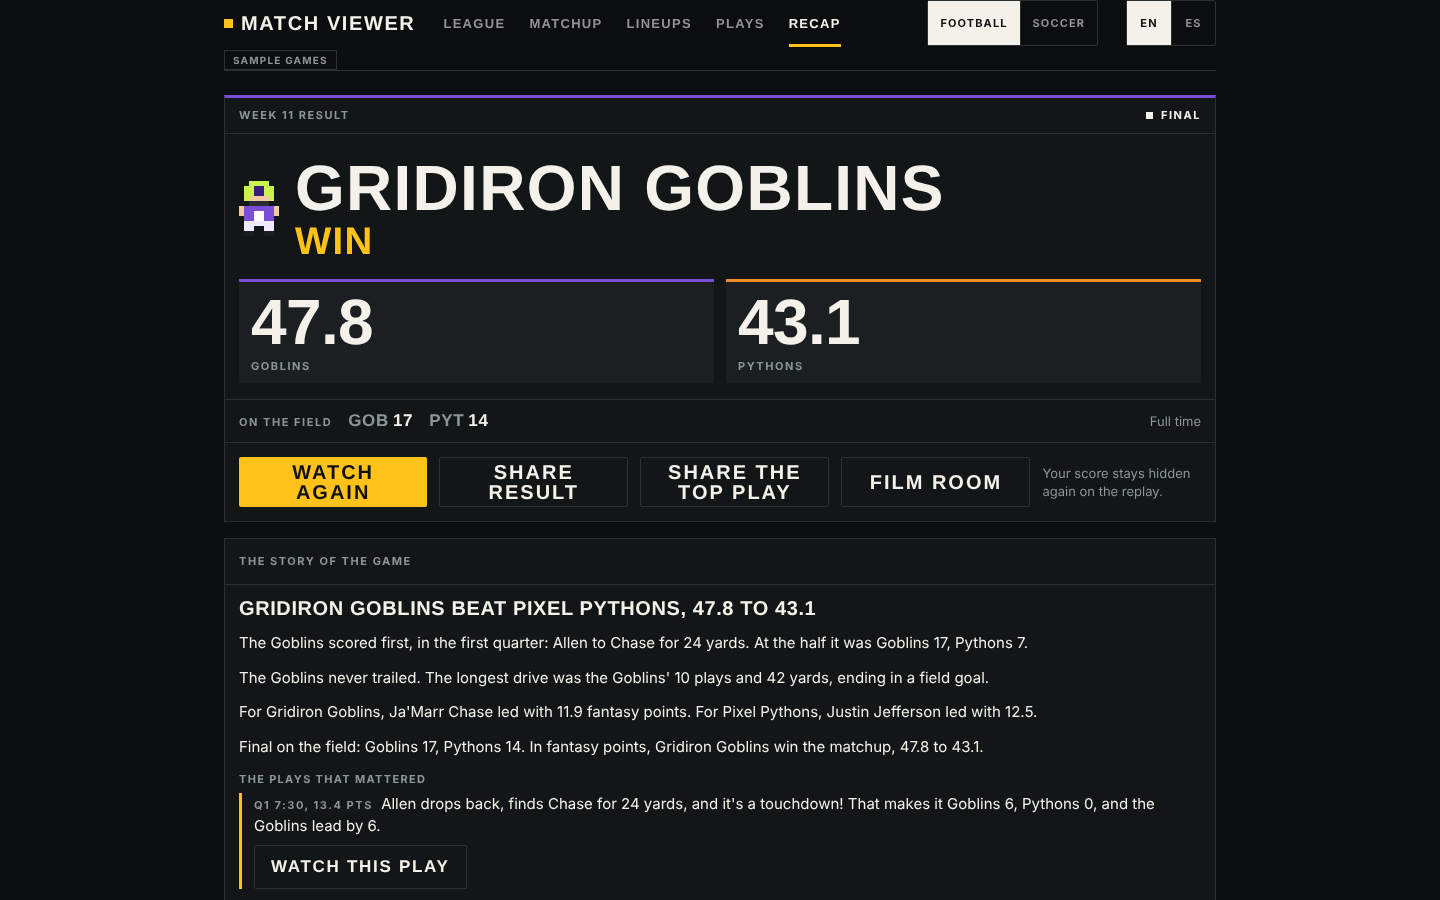 MATCH VIEWER LEAGUE MATCHUP LINEUPS PLAYS RECAP FOOTBALL SOCCER EN ES
SAMPLE GAMES
WEEK 11 RESULT FINAL
GRIDIRON GOBLINS
WIN
47.8 43.1
GOBLINS PYTHONS
ON THE FIELD GOB 17 PYT 14 Full time
WATCH AGAIN
SHARE RESULT
SHARE THE TOP PLAY
FILM ROOM
Your score stays hidden
again on the replay.
THE STORY OF THE GAME
GRIDIRON GOBLINS BEAT PIXEL PYTHONS, 47.8 TO 43.1
The Goblins scored first, in the first quarter: Allen to Chase for 24 yards. At the half it was Goblins 17, Pythons 7.
The Goblins never trailed. The longest drive was the Goblins' 10 plays and 42 yards, ending in a field goal.
For Gridiron Goblins, Ja'Marr Chase led with 11.9 fantasy points. For Pixel Pythons, Justin Jefferson led with 12.5.
Final on the field: Goblins 17, Pythons 14. In fantasy points, Gridiron Goblins win the matchup, 47.8 to 43.1.
THE PLAYS THAT MATTERED
Q1 7:30, 13.4 PTS Allen drops back, finds Chase for 24 yards, and it's a touchdown! That makes it Goblins 6, Pythons 0, and the
Goblins lead by 6.
WATCH THIS PLAY